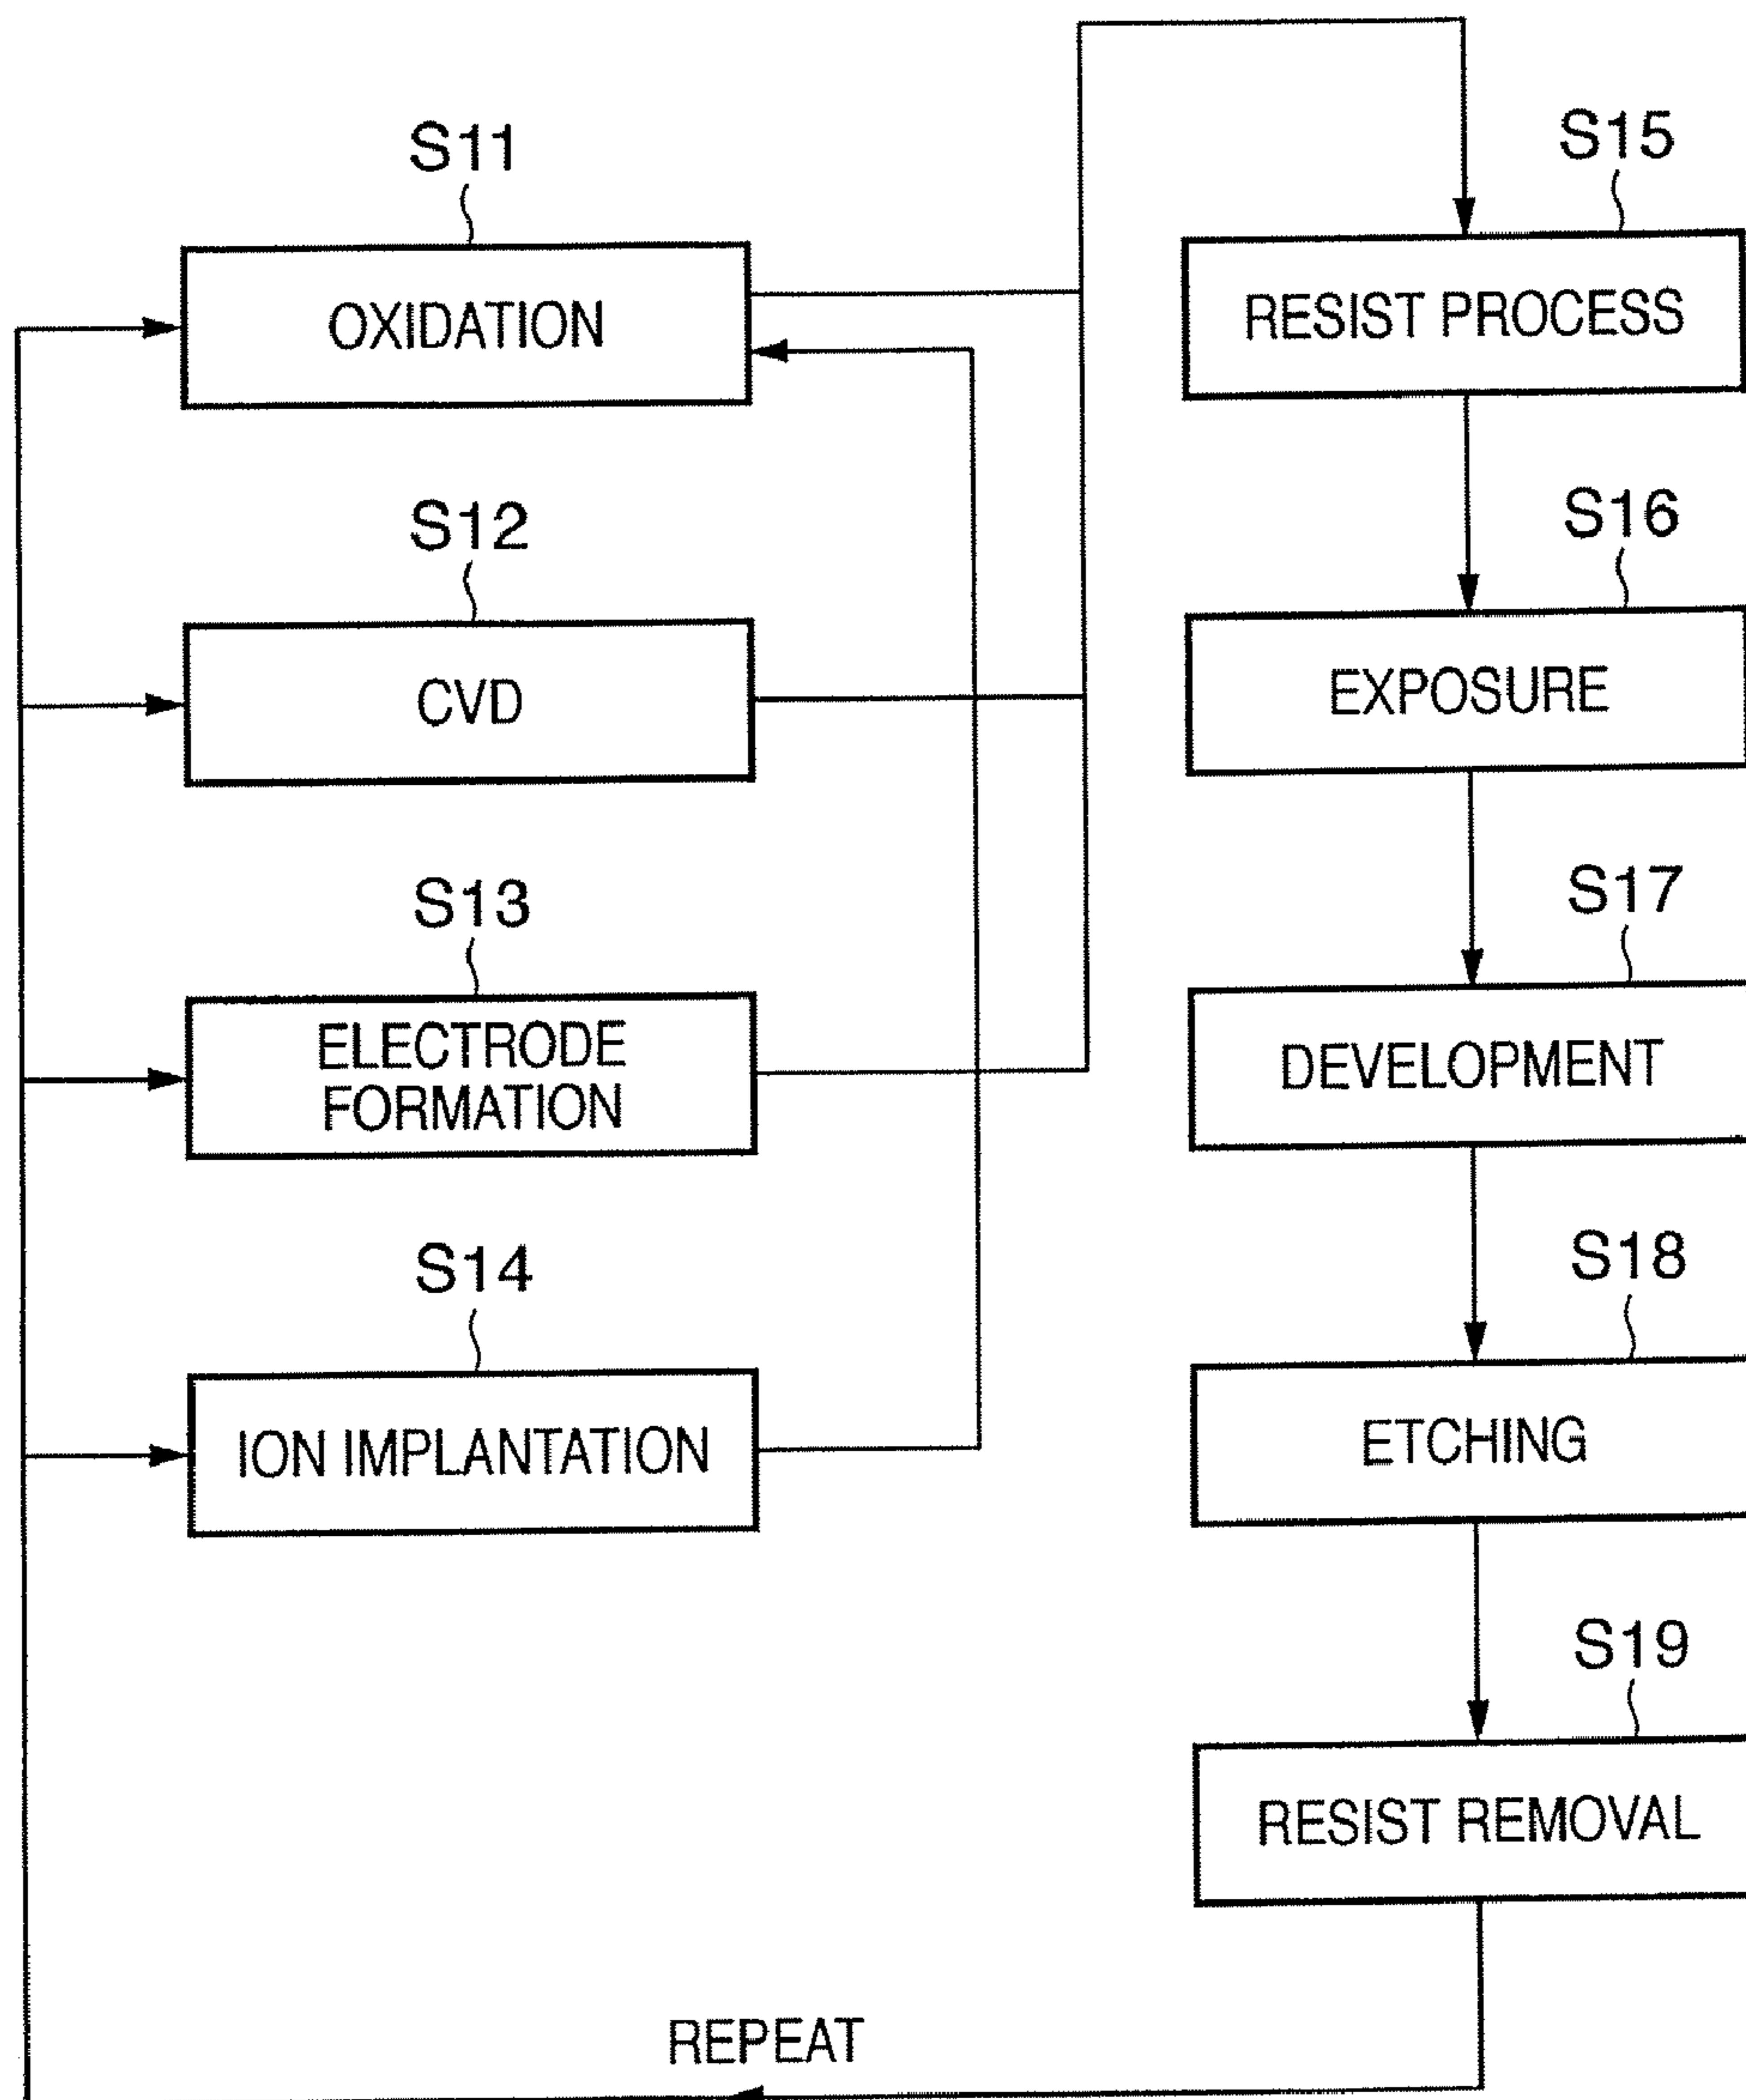 S11
OXIDATION
S12
CVD
S13
ELECTRODE
FORMATION
S14
ION IMPLANTATION
S15
RESIST PROCESS
S16
EXPOSURE
S17
DEVELOPMENT
S18
ETCHING
S19
RESIST REMOVAL
REPEAT